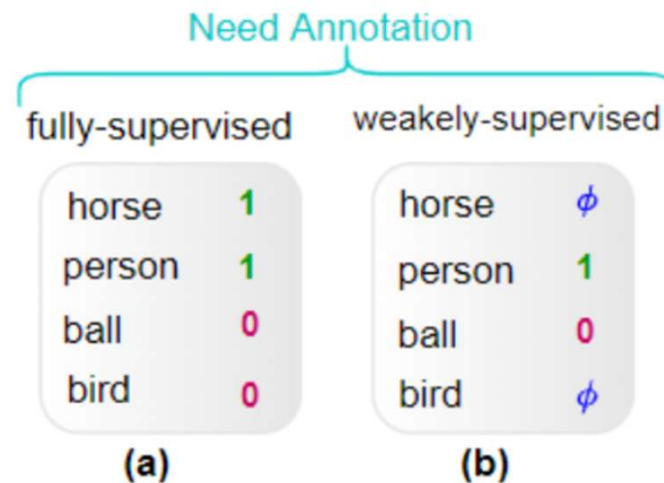 Need Annotation
fully-supervised weakely-supervised
horse 1 horse ϕ
person 1 person 1
ball 0 ball 0
bird 0 bird ϕ
(a) (b)